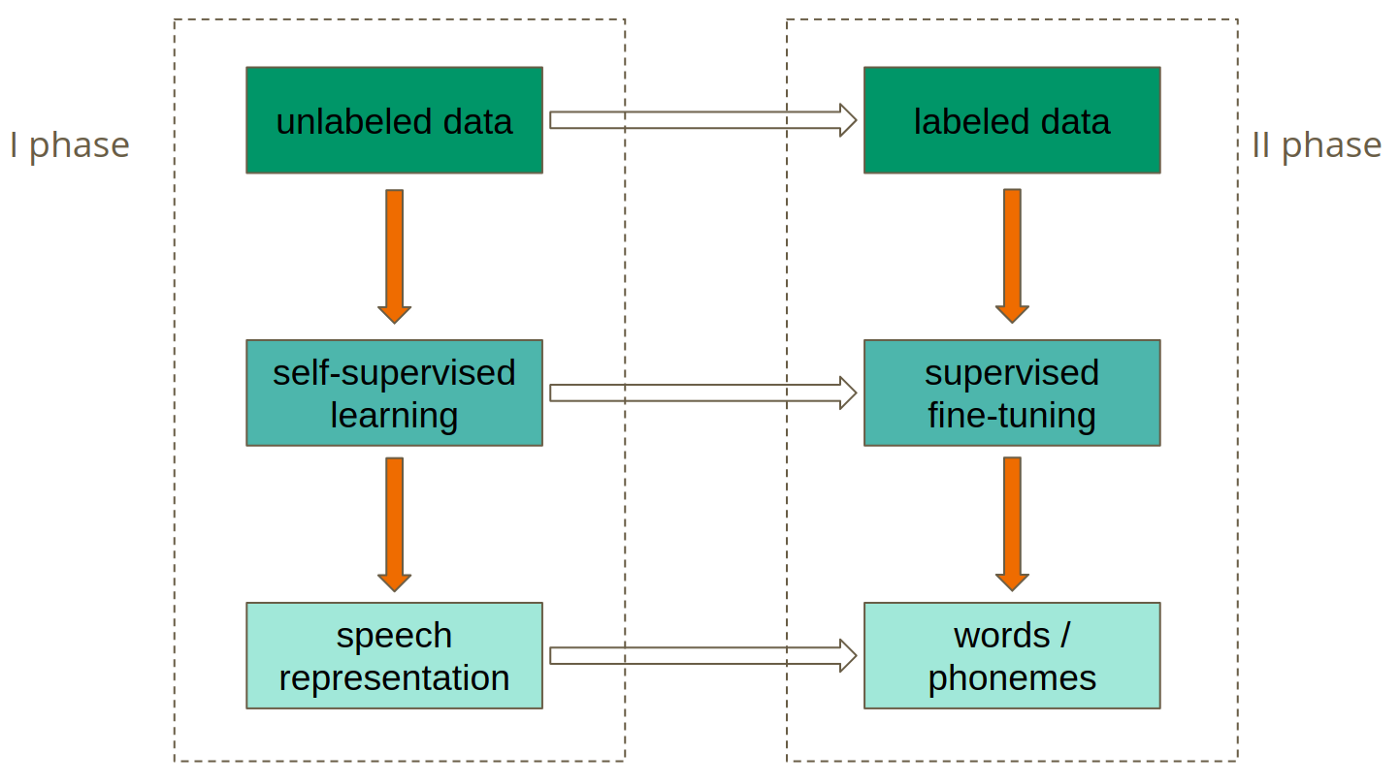 I phase
unlabeled data
self-supervised
learning
speech
representation
II phase
labeled data
supervised
fine-tuning
words /
phonemes